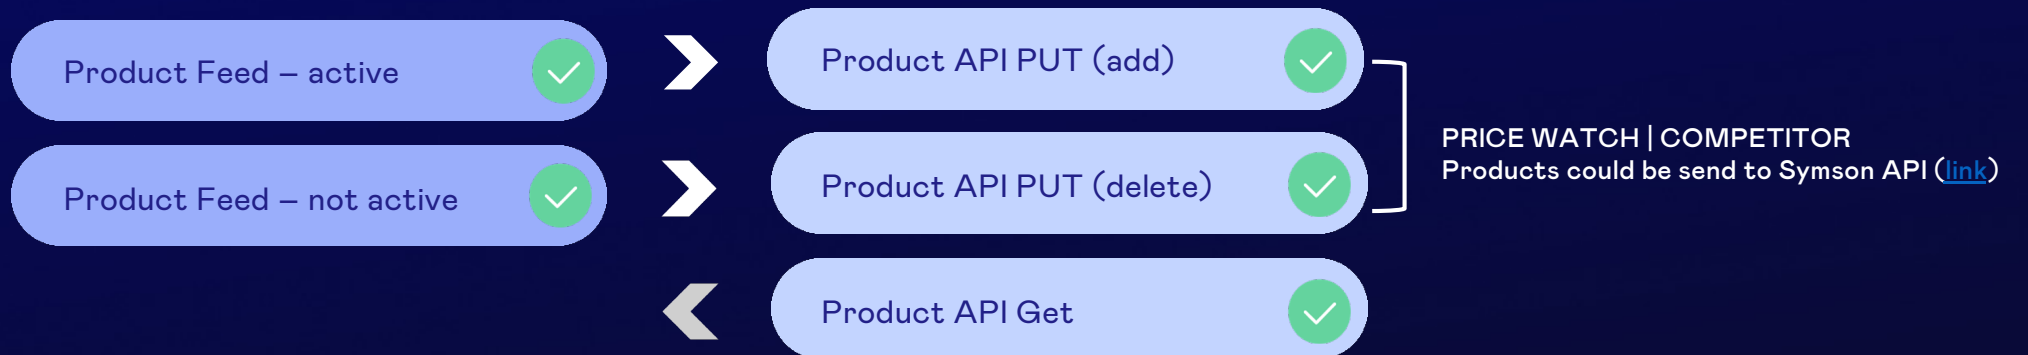 Product Feed – active
Product API PUT (add)
Product Feed – not active
Product API PUT (delete)
PRICE WATCH | COMPETITOR
Products could be send to Symson API (link)
Product API Get